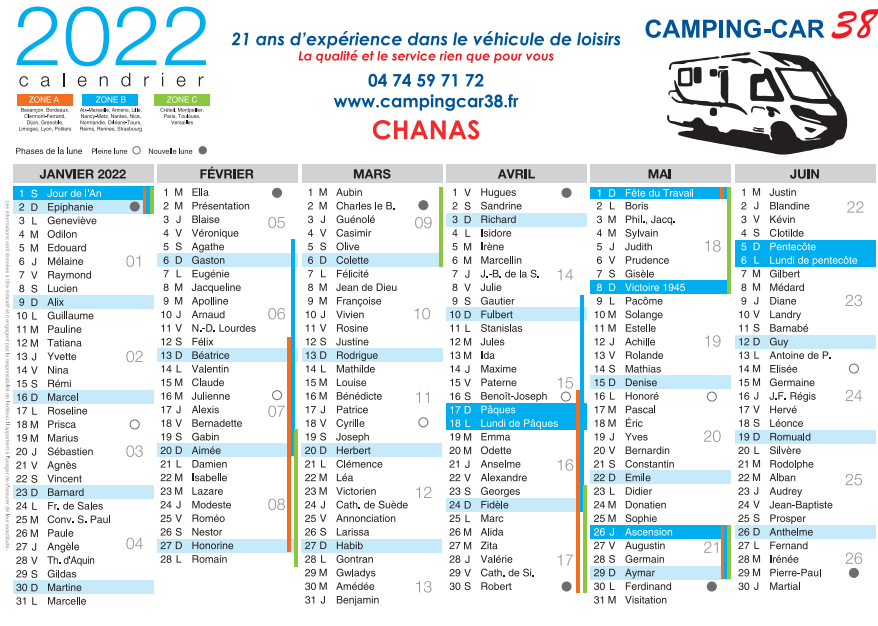 2022
calendrier
ZONE A
Besançon, Bordeaux,
Clermont-Ferrand,
Dijon, Grenoble,
Limoges, Lyon, Poitiers
ZONE B
Aix-Marseille, Amiens, Lille,
Nancy-Metz, Nantes, Nice,
Normandie, Orléans-Tours,
Reims, Rennes, Strasbourg
ZONE C
Créteil, Montpellier,
Paris, Toulouse,
Versailles
Phases de la lune Pleine lune Nouvelle lune
21 ans d'expérience dans le véhicule de loisirs
La qualité et le service rien que pour vous
04 74 59 71 72
www.campingcar38.fr
CHANAS
CAMPING-CAR 38
JANVIER 2022
1 S Jour de l'An
2 D Epiphanie
3 L Geneviève
4 M Odilon
5 M Edouard
6 J Mélaine 01
7 V Raymond
8 S Lucien
9 D Alix
10 L Guillaume
11 M Pauline
12 M Tatiana
13 J Yvette 02
14 V Nina
15 S Rémi
16 D Marcel
17 L Roseline
18 M Prisca
19 M Marius
20 J Sébastien 03
21 V Agnès
22 S Vincent
23 D Barnard
24 L Fr. de Sales
25 M Conv. S. Paul
26 M Paule
27 J Angèle 04
28 V Th. d'Aquin
29 S Gildas
30 D Martine
31 L Marcelle
FÉVRIER
1 M Ella
2 M Présentation
3 J Blaise 05
4 V Véronique
5 S Agathe
6 D Gaston
7 L Eugénie
8 M Jacqueline
9 M Apolline
10 J Arnaud 06
11 V N.-D. Lourdes
12 S Félix
13 D Béatrice
14 L Valentin
15 M Claude
16 M Julienne
17 J Alexis 07
18 V Bernadette
19 S Gabin
20 D Aimée
21 L Damien
22 M Isabelle
23 M Lazare
24 J Modeste 08
25 V Roméo
26 S Nestor
27 D Honorine
28 L Romain
MARS
1 M Aubin
2 M Charles le B.
3 J Guénolé 09
4 V Casimir
5 S Olive
6 D Colette
7 L Félicité
8 M Jean de Dieu
9 M Françoise
10 J Vivien 10
11 V Rosine
12 S Justine
13 D Rodrigue
14 L Mathilde
15 M Louise
16 M Bénédicte 11
17 J Patrice
18 V Cyrille
19 S Joseph
20 D Herbert
21 L Clémence
22 M Léa
23 M Victorien 12
24 J Cath. de Suède
25 V Annonciation
26 S Larissa
27 D Habib
28 L Gontran
29 M Gwladys
30 M Amédée 13
31 J Benjamin
AVRIL
1 V Hugues
2 S Sandrine
3 D Richard
4 L Isidore
5 M Irène
6 M Marcellin
7 J J.-B. de la S. 14
8 V Julie
9 S Gautier
10 D Fulbert
11 L Stanislas
12 M Jules
13 M Ida
14 J Maxime
15 V Paterne 15
16 S Benoît-Joseph
17 D Pâques
18 L Lundi de Pâques
19 M Emma
20 M Odette
21 J Anselme 16
22 V Alexandre
23 S Georges
24 D Fidèle
25 L Marc
26 M Alida
27 M Zita
28 J Valérie 17
29 V Cath. de Si.
30 S Robert
MAI
1 D Fête du Travail
2 L Boris
3 M Phil., Jacq.
4 M Sylvain
5 J Judith 18
6 V Prudence
7 S Gisèle
8 D Victoire 1945
9 L Pacôme
10 M Solange
11 M Estelle
12 J Achille 19
13 V Rolande
14 S Mathias
15 D Denise
16 L Honoré
17 M Pascal
18 M Éric
19 J Yves 20
20 V Bernardin
21 S Constantin
22 D Emile
23 L Didier
24 M Donatien
25 M Sophie
26 J Ascension
27 V Augustin 21
28 S Germain
29 D Aymar
30 L Ferdinand
31 M Visitation
JUIN
1 M Justin
2 J Blandine 22
3 V Kévin
4 S Clotilde
5 D Pentecôte
6 L Lundi de pentecôte
7 M Gilbert
8 M Médard
9 J Diane 23
10 V Landry
11 S Barnabé
12 D Guy
13 L Antoine de P.
14 M Elisée
15 M Germaine
16 J J.F. Régis 24
17 V Hervé
18 S Léonce
19 D Romuald
20 L Silvère
21 M Rodolphe
22 M Alban 25
23 J Audrey
24 V Jean-Baptiste
25 S Prosper
26 D Anthelme
27 L Fernand
28 M Irénée 26
29 M Pierre-Paul
30 J Martial